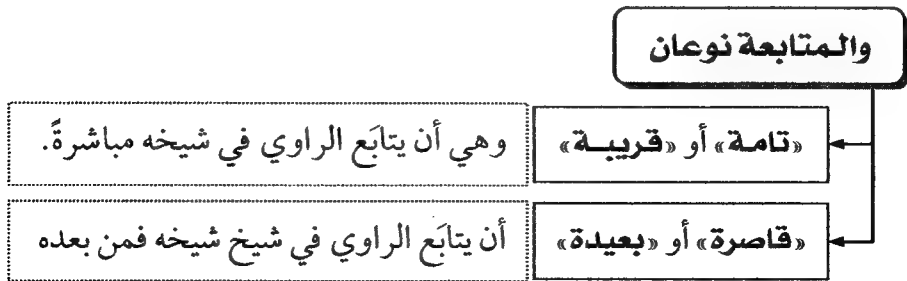 والمتابعة نوعان
«تامة» أو «قريبة» وهي أن يتابَع الراوي في شيخه مباشرةً.
«قاصرة» أو «بعيدة» أن يتابَع الراوي في شيخ شيخه فمن بعده